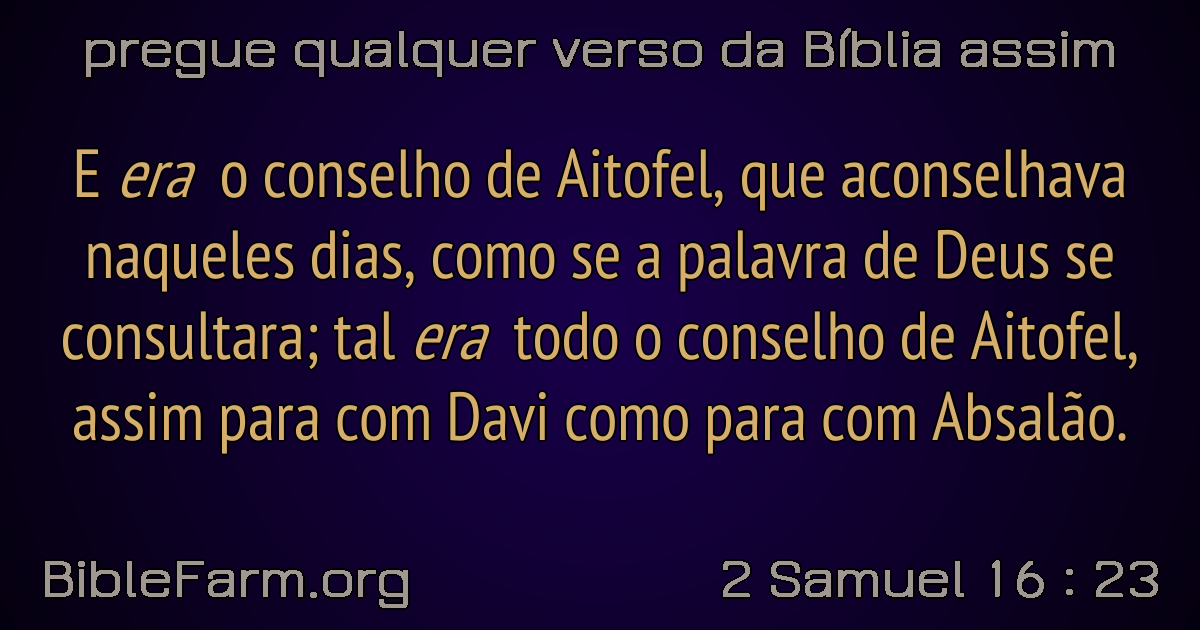 pregue qualquer verso da Bíblia assim
E era o conselho de Aitofel, que aconselhava
naqueles dias, como se a palavra de Deus se
consultara; tal era todo o conselho de Aitofel,
assim para com Davi como para com Absalão.
BibleFarm.org 2 Samuel 16 : 23